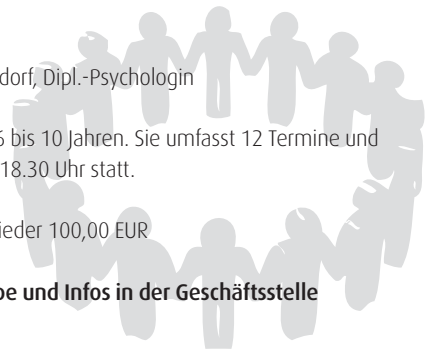 dorf, Dipl.-Psychologin
6 bis 10 Jahren. Sie umfasst 12 Termine und
18.30 Uhr statt.
ieder 100,00 EUR
be und Infos in der Geschäftsstelle